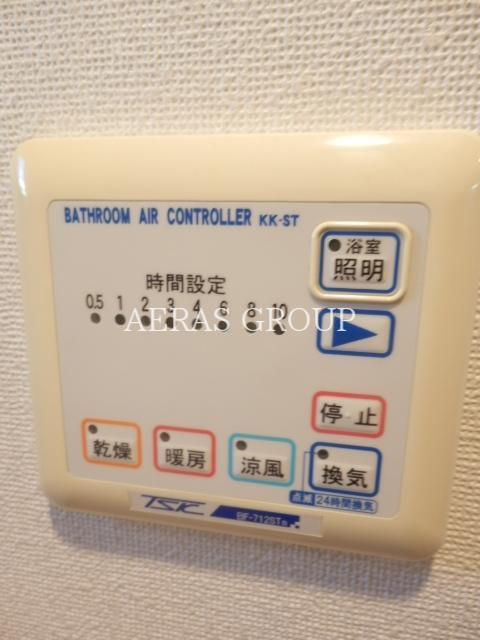 BATHROOM AIR CONTROLLER KK-ST
浴室
照明
時間設定
0.5 1 2 3 4 6 8 10
AERAS GROUP
停止
乾燥
暖房
涼風
換気
点滅 24時間換気
TSK